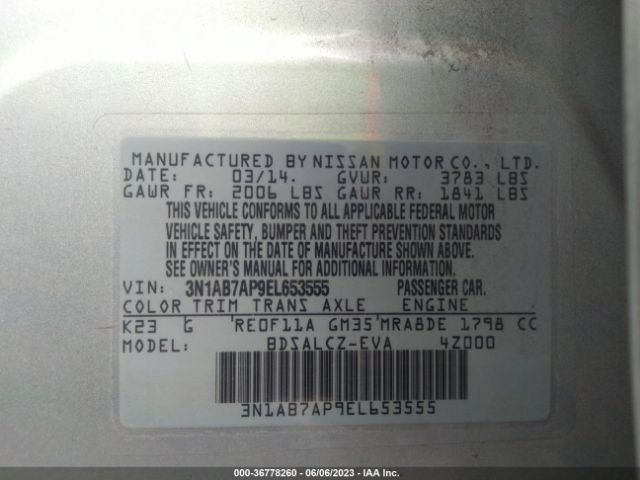 MANUFACTURED BY NISSAN MOTOR CO., LTD.
DATE: 03/14. GVWR: 3783 LBS
GAWR FR: 2006 LBS GAWR RR: 1841 LBS
THIS VEHICLE CONFORMS TO ALL APPLICABLE FEDERAL MOTOR
VEHICLE SAFETY, BUMPER AND THEFT PREVENTION STANDARDS
IN EFFECT ON THE DATE OF MANUFACTURE SHOWN ABOVE.
SEE OWNER'S MANUAL FOR ADDITIONAL INFORMATION.
VIN: 3N1AB7AP9EL653555 PASSENGER CAR.
COLOR TRIM TRANS AXLE ENGINE
K23 G 'RE0F11A GM35'MRA8DE 1798 CC
MODEL: BDSALCZ-EVA 4Z000
3N1AB7AP9EL653555
000-36778260 - 06/06/2023 - IAA Inc.